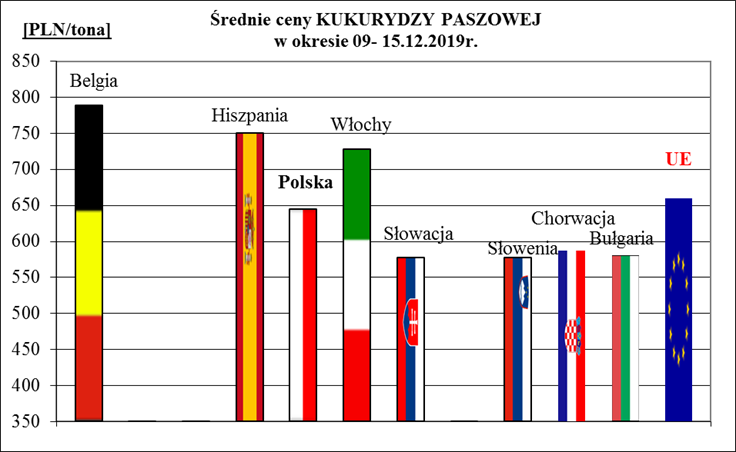 Średnie ceny KUKURYDZY PASZOWEJ
w okresie 09- 15.12.2019r.
[PLN/tona]
850
800
750
700
650
600
550
500
450
400
350
Belgia
Hiszpania
Polska
Włochy
Słowacja
Słowenia
Chorwacja
Bułgaria
UE